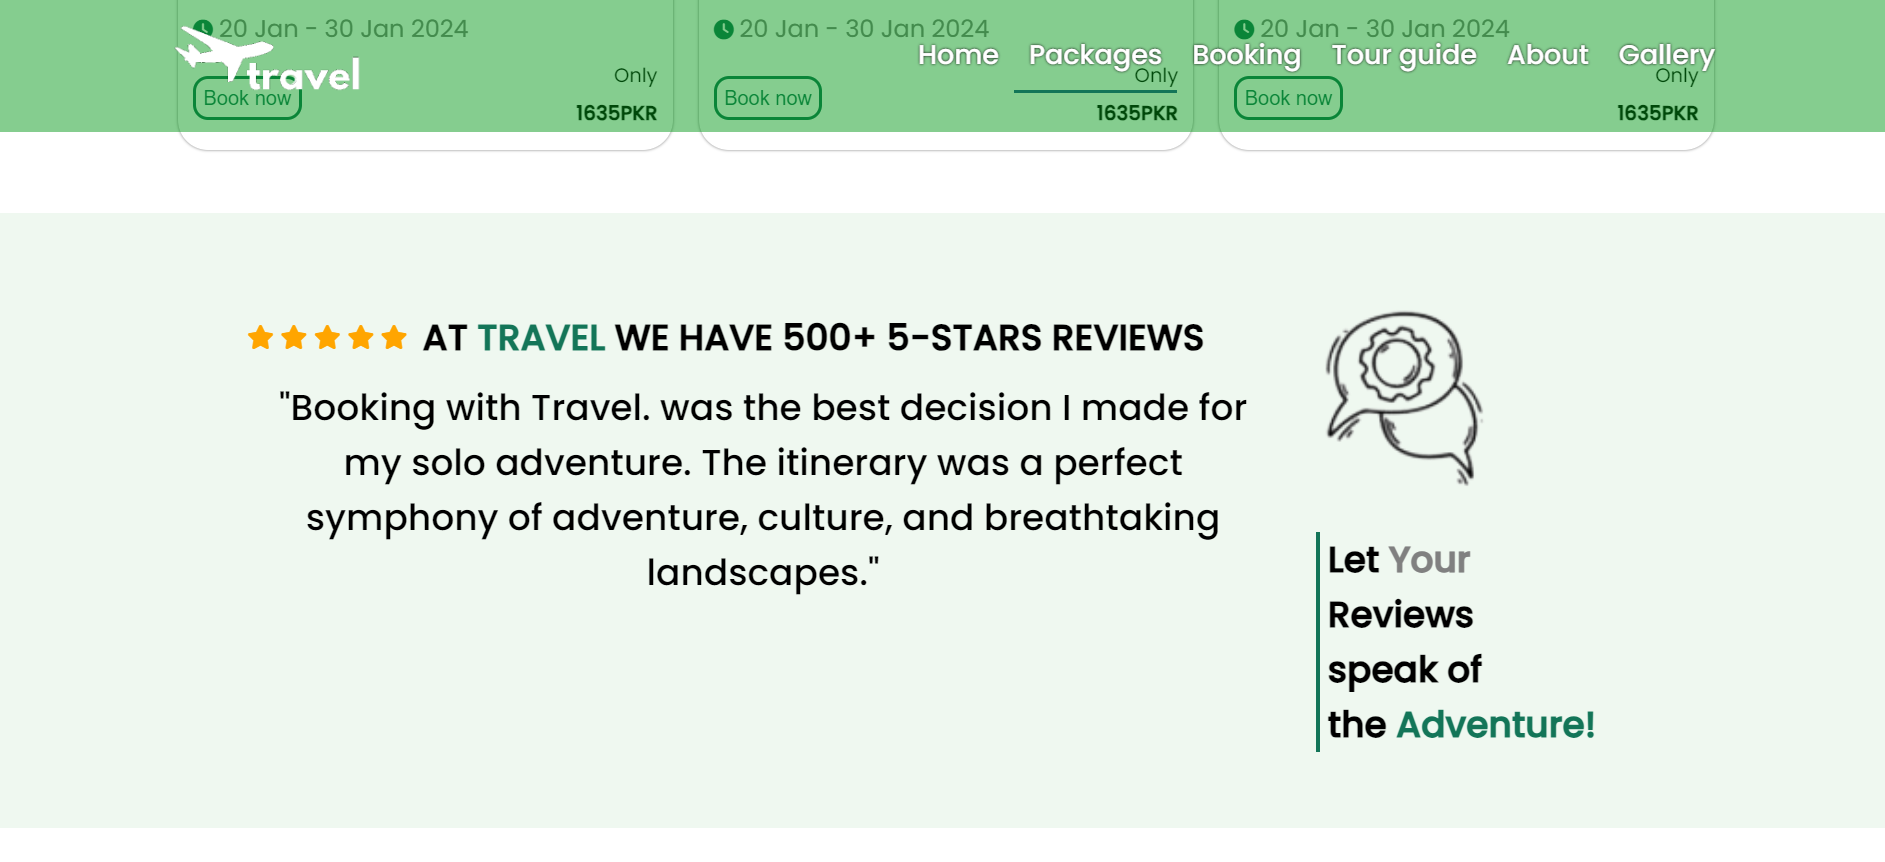 20 Jan - 30 Jan 2024
20 Jan - 30 Jan 2024
20 Jan - 30 Jan 2024
travel
Home Packages Booking Tour guide About Gallery
Only
Only
Only
Book now
Book now
Book now
1635PKR
1635PKR
1635PKR
AT TRAVEL WE HAVE 500+ 5-STARS REVIEWS
"Booking with Travel. was the best decision I made for
my solo adventure. The itinerary was a perfect
symphony of adventure, culture, and breathtaking
landscapes."
Let Your
Reviews
speak of
the Adventure!